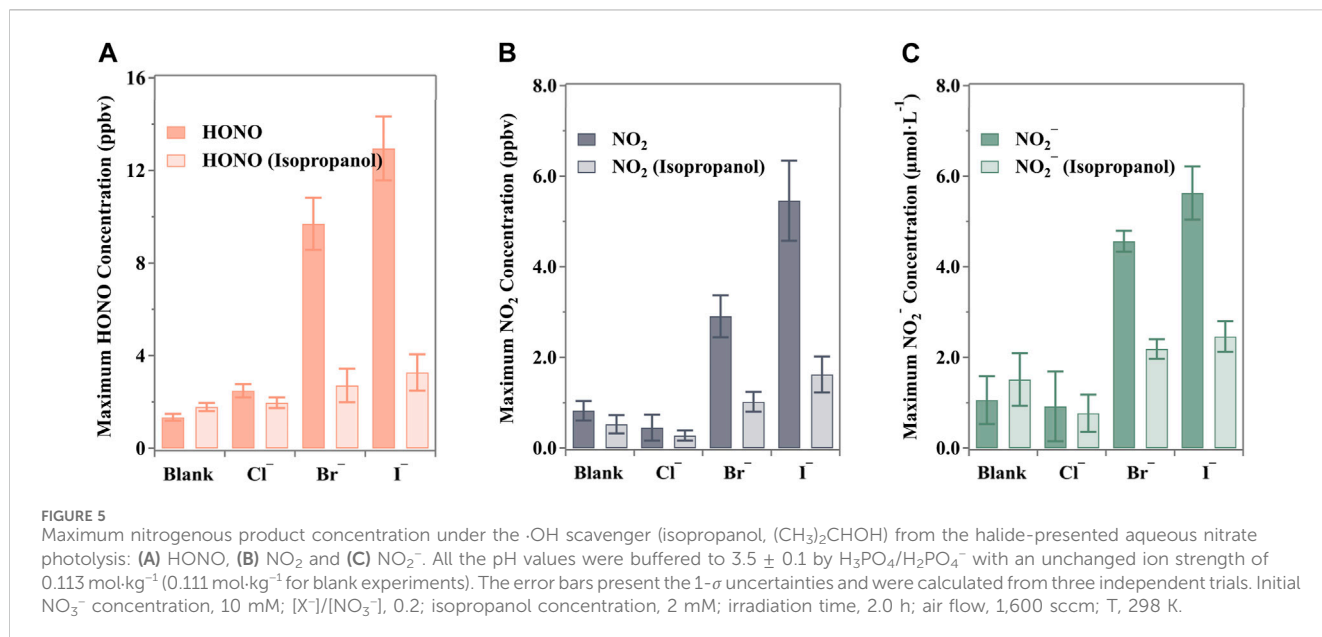 A
Maximum HONO Concentration (ppbv)
16
12
8
4
0
HONO
HONO (Isopropanol)
Blank
Cl⁻
Br⁻
I⁻
B
Maximum NO₂ Concentration (ppbv)
8.0
6.0
4.0
2.0
0.0
NO₂
NO₂ (Isopropanol)
Blank
Cl⁻
Br⁻
I⁻
C
Maximum NO₂⁻ Concentration (μmol·L⁻¹)
8.0
6.0
4.0
2.0
0.0
NO₂⁻
NO₂⁻ (Isopropanol)
Blank
Cl⁻
Br⁻
I⁻
FIGURE 5
Maximum nitrogenous product concentration under the ·OH scavenger (isopropanol, (CH₃)₂CHOH) from the halide-presented aqueous nitrate
photolysis: (A) HONO, (B) NO₂ and (C) NO₂⁻. All the pH values were buffered to 3.5 ± 0.1 by H₃PO₄/H₂PO₄⁻ with an unchanged ion strength of
0.113 mol·kg⁻¹ (0.111 mol·kg⁻¹ for blank experiments). The error bars present the 1-σ uncertainties and were calculated from three independent trials. Initial
NO₃⁻ concentration, 10 mM; [X⁻]/[NO₃⁻], 0.2; isopropanol concentration, 2 mM; irradiation time, 2.0 h; air flow, 1,600 sccm; T, 298 K.